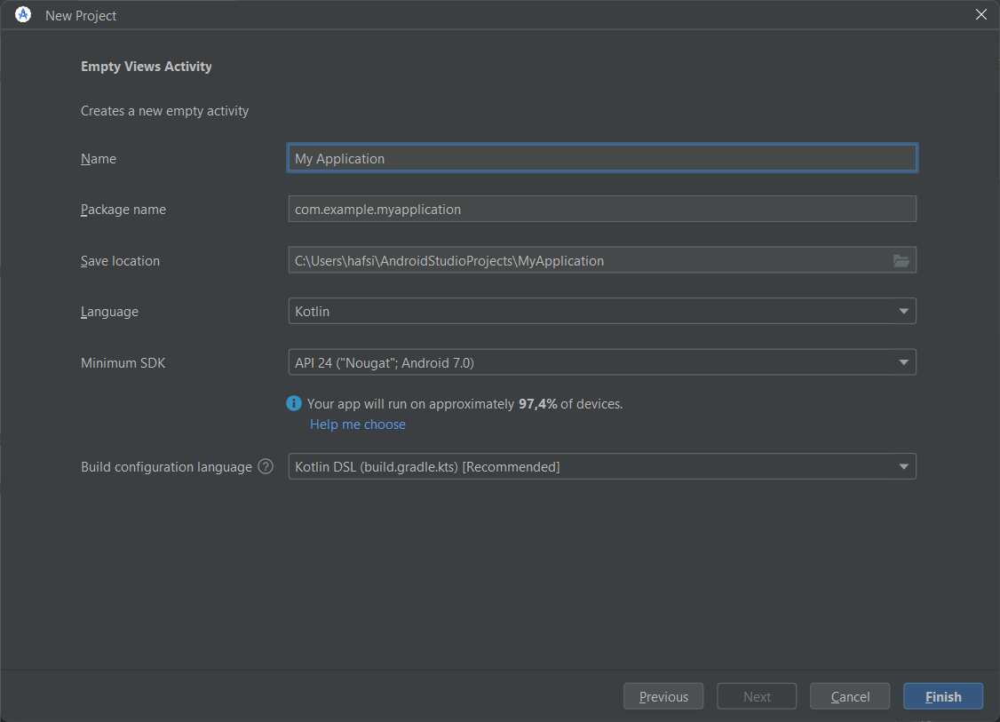 New Project
Empty Views Activity
Creates a new empty activity
Name My Application
Package name com.example.myapplication
Save location C:\Users\hafsi\AndroidStudioProjects\MyApplication
Language Kotlin
Minimum SDK API 24 ("Nougat"; Android 7.0)
i Your app will run on approximately 97,4% of devices.
Help me choose
Build configuration language ? Kotlin DSL (build.gradle.kts) [Recommended]
Previous Next Cancel Finish